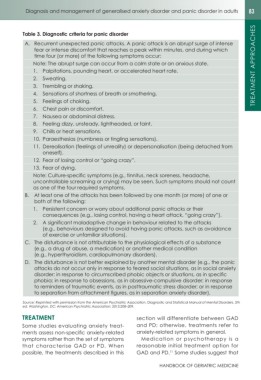 Diagnosis and management of generalised anxiety disorder and panic disorder in adults 83
TREATMENT APPROACHES
Table 3. Diagnostic criteria for panic disorder
A. Recurrent unexpected panic attacks. A panic attack is an abrupt surge of intense
fear or intense discomfort that reaches a peak within minutes, and during which
time four (or more) of the following symptoms occur:
Note: The abrupt surge can occur from a calm state or an anxious state.
1. Palpitations, pounding heart, or accelerated heart rate.
2. Sweating.
3. Trembling or shaking.
4. Sensations of shortness of breath or smothering.
5. Feelings of choking.
6. Chest pain or discomfort.
7. Nausea or abdominal distress.
8. Feeling dizzy, unsteady, lightheaded, or faint.
9. Chills or heat sensations.
10. Paraesthesias (numbness or tingling sensations).
11. Derealisation (feelings of unreality) or depersonalisation (being detached from
oneself).
12. Fear of losing control or “going crazy”.
13. Fear of dying.
Note: Culture-specific symptoms (e.g., tinnitus, neck soreness, headache,
uncontrollable screaming or crying) may be seen. Such symptoms should not count
as one of the four required symptoms.
B. At least one of the attacks has been followed by one month (or more) of one or
both of the following:
1. Persistent concern or worry about additional panic attacks or their
consequences (e.g., losing control, having a heart attack, “going crazy”).
2. A significant maladaptive change in behaviour related to the attacks
(e.g., behaviours designed to avoid having panic attacks, such as avoidance
of exercise or unfamiliar situations).
C. The disturbance is not attributable to the physiological effects of a substance
(e.g., a drug of abuse, a medication) or another medical condition
(e.g., hyperthyroidism, cardiopulmonary disorders).
D. The disturbance is not better explained by another mental disorder (e.g., the panic
attacks do not occur only in response to feared social situations, as in social anxiety
disorder; in response to circumscribed phobic objects or situations, as in specific
phobia; in response to obsessions, as in obsessive-compulsive disorder; in response
to reminders of traumatic events, as in posttraumatic stress disorder; or in response
to separation from attachment figures, as in separation anxiety disorder).
Source: Reprinted with permission from the American Psychiatric Association: Diagnostic and Statistical Manual of Mental Disorders, 5th
ed. Washington, DC: American Psychiatric Association; 2013:208-209.
TREATMENT
Some studies evaluating anxiety treat-
ments assess non-specific anxiety-related
symptoms rather than the set of symptoms
that characterise GAD or PD. When
possible, the treatments described in this
section will differentiate between GAD
and PD; otherwise, treatments refer to
anxiety-related symptoms in general.
Medication or psychotherapy is a
reasonable initial treatment option for
GAD and PD. Some studies suggest that
HANDBOOK OF GERIATRIC MEDICINE